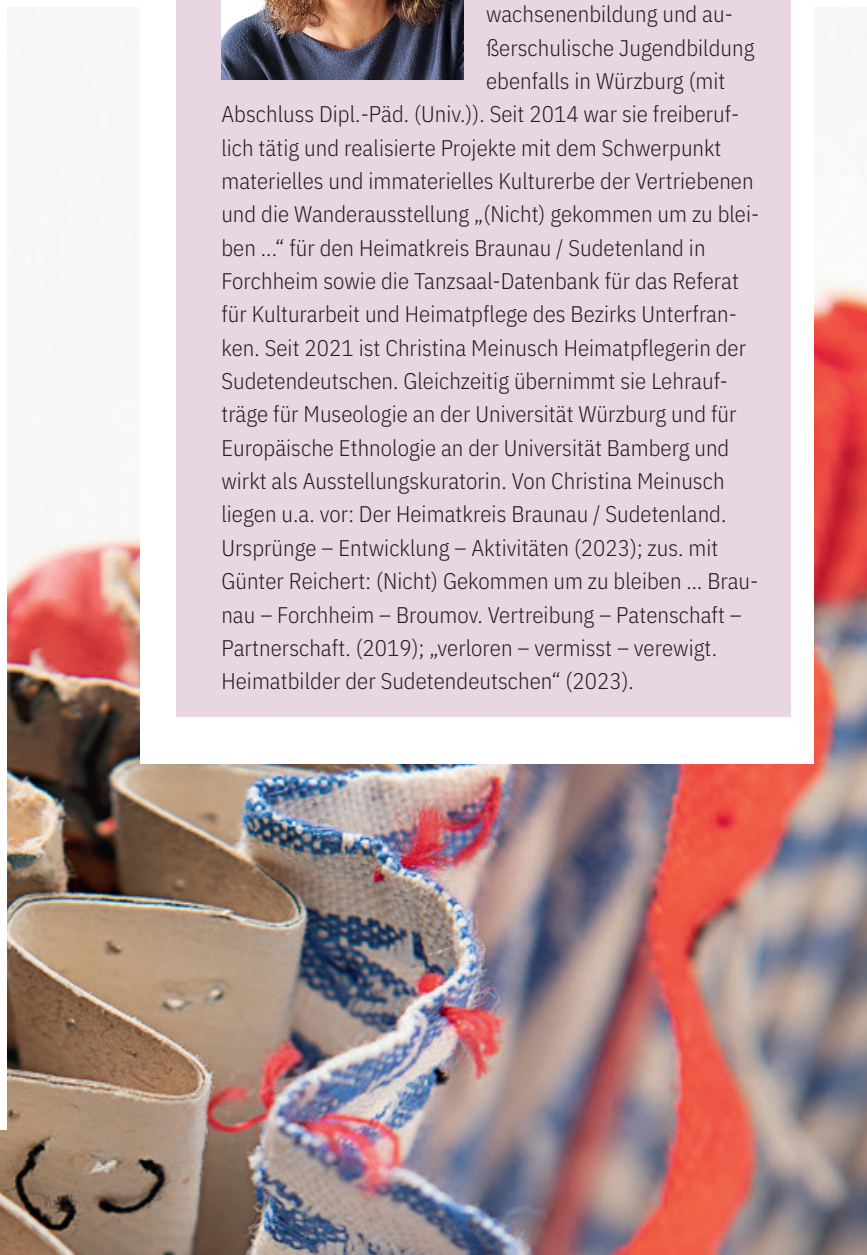 wachsenenbildung und au-
ßerschulische Jugendbildung
ebenfalls in Würzburg (mit
Abschluss Dipl.-Päd. (Univ.)). Seit 2014 war sie freiberuf-
lich tätig und realisierte Projekte mit dem Schwerpunkt
materielles und immaterielles Kulturerbe der Vertriebenen
und die Wanderausstellung „(Nicht) gekommen um zu blei-
ben ...“ für den Heimatkreis Braunau / Sudetenland in
Forchheim sowie die Tanzsaal-Datenbank für das Referat
für Kulturarbeit und Heimatpflege des Bezirks Unterfran-
ken. Seit 2021 ist Christina Meinusch Heimatpflegerin der
Sudetendeutschen. Gleichzeitig übernimmt sie Lehrauf-
träge für Museologie an der Universität Würzburg und für
Europäische Ethnologie an der Universität Bamberg und
wirkt als Ausstellungskuratorin. Von Christina Meinusch
liegen u.a. vor: Der Heimatkreis Braunau / Sudetenland.
Ursprünge – Entwicklung – Aktivitäten (2023); zus. mit
Günter Reichert: (Nicht) Gekommen um zu bleiben ... Brau-
nau – Forchheim – Broumov. Vertreibung – Patenschaft –
Partnerschaft. (2019); „verloren – vermisst – verewigt.
Heimatbilder der Sudetendeutschen“ (2023).